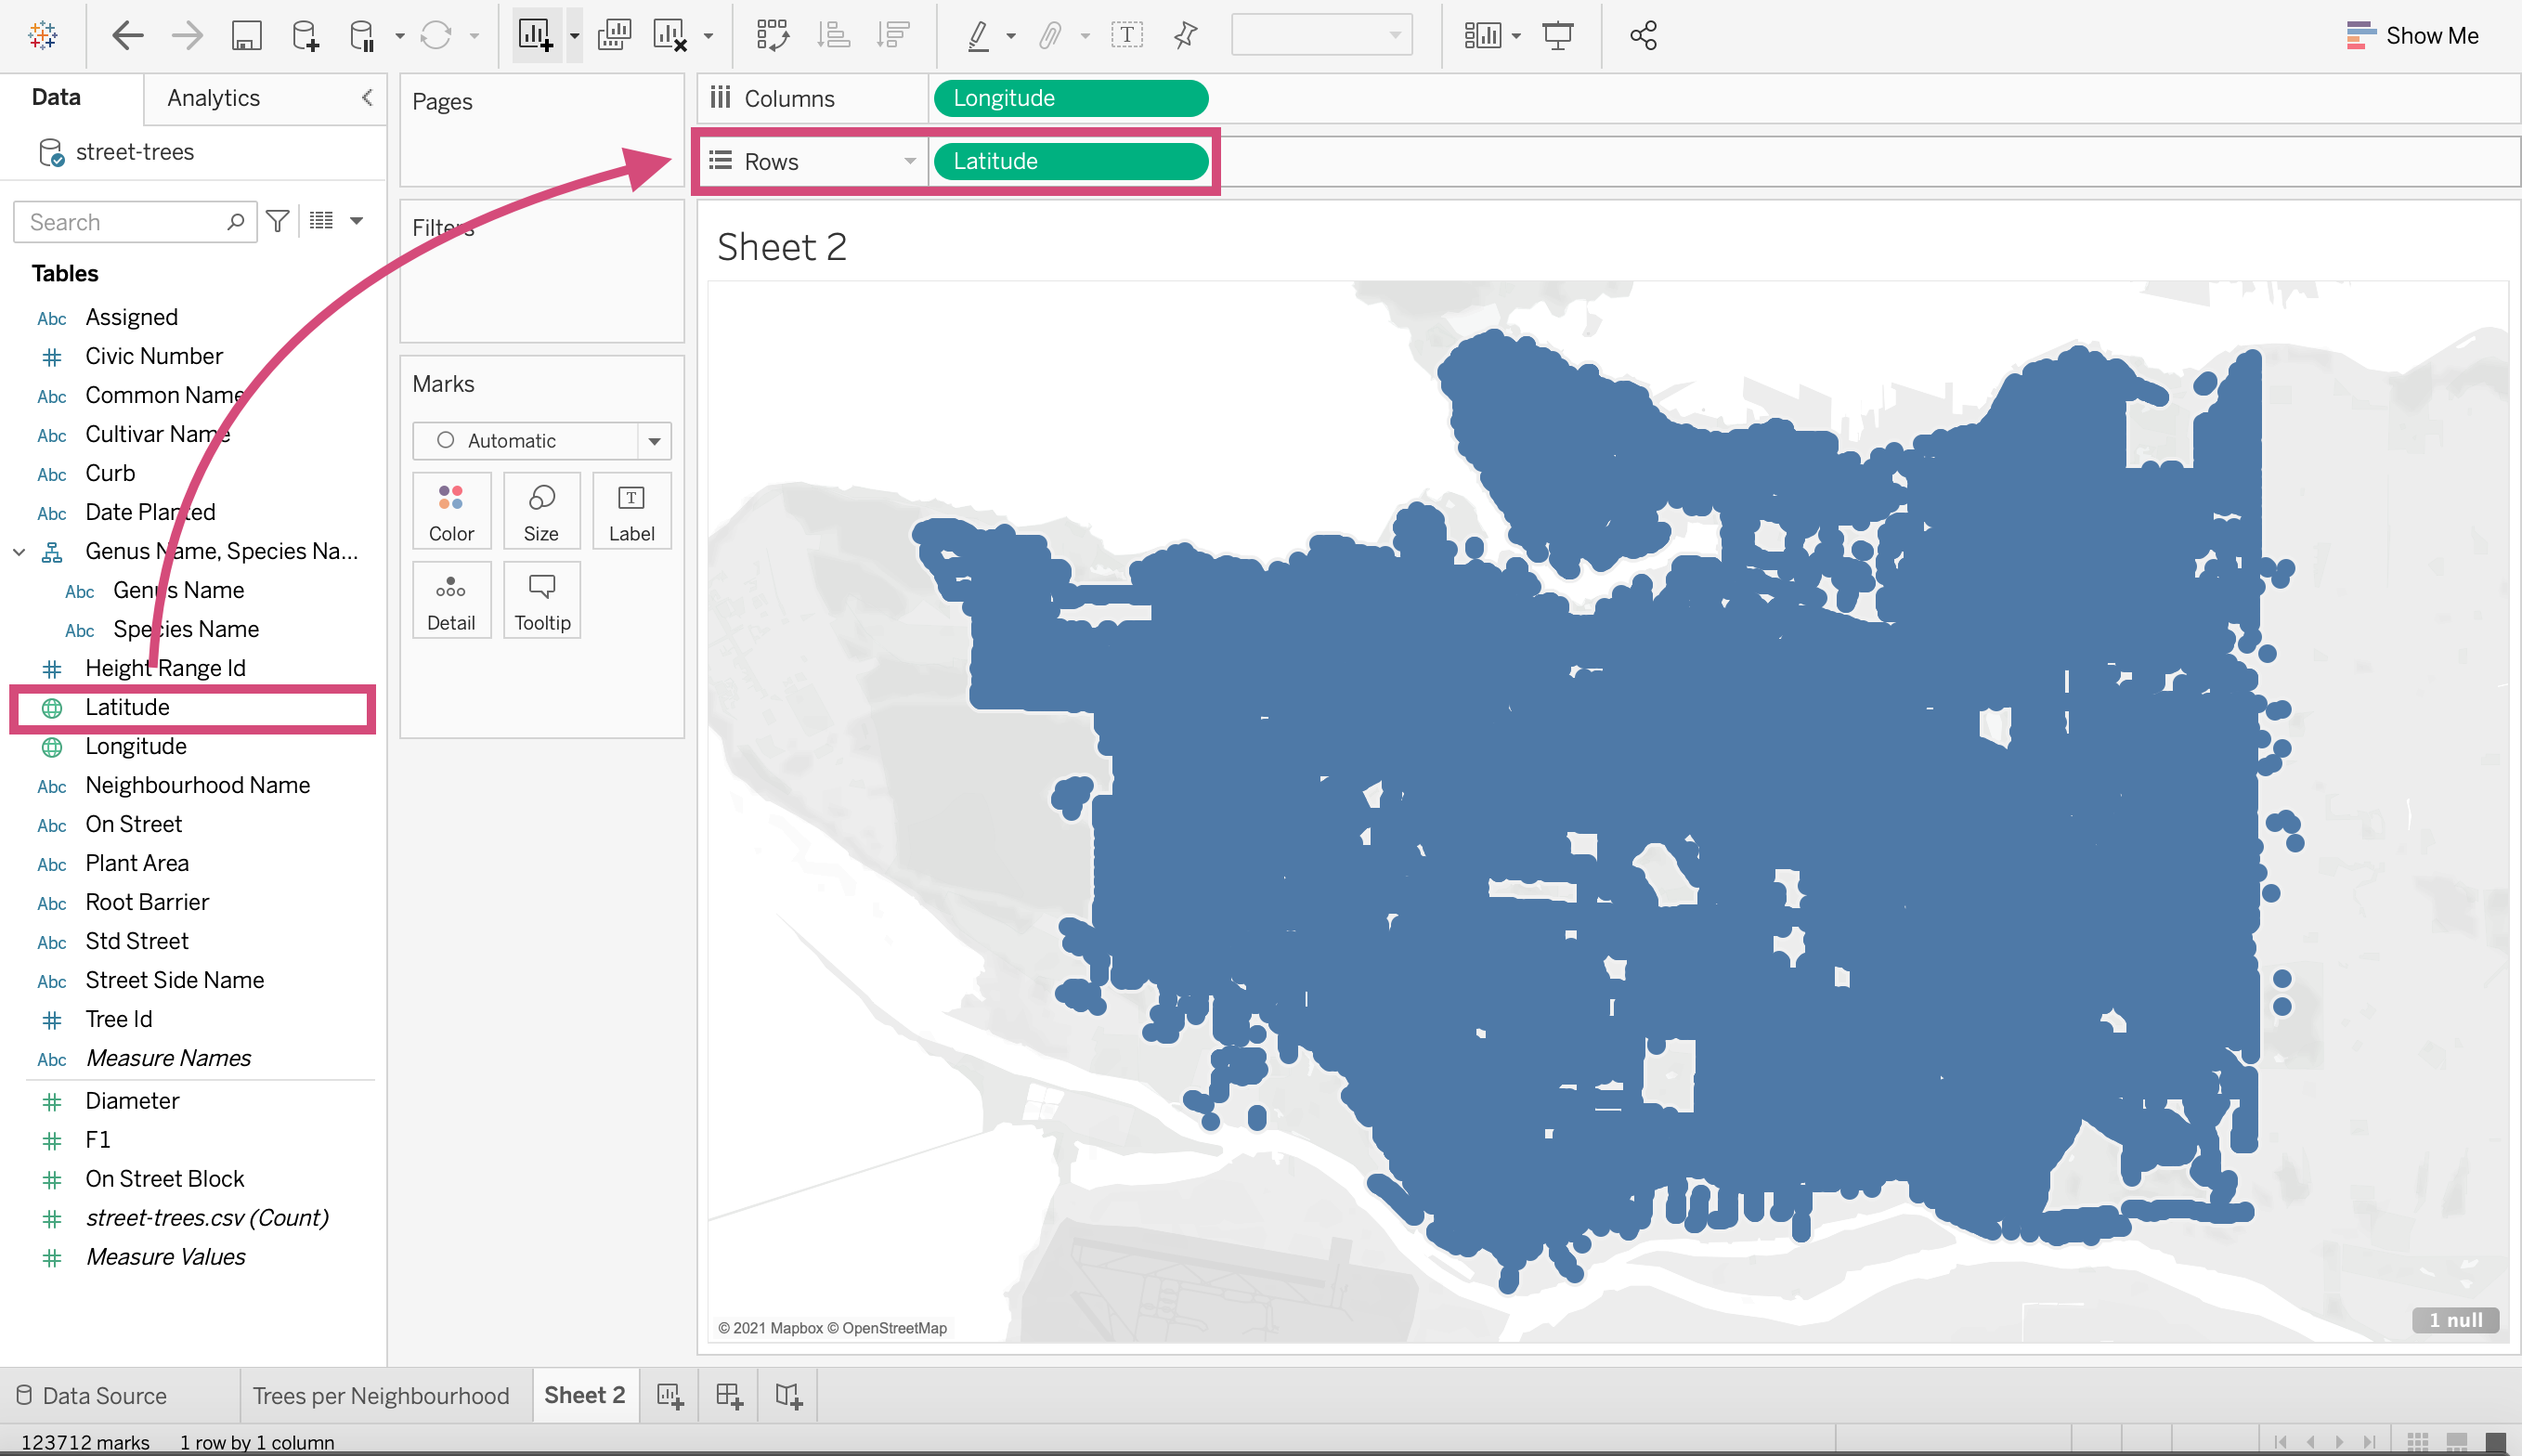 Show Me
Data
Analytics
street-trees
Search
Tables
Abc Assigned
Civic Number
Abc Common Name
Abc Cultivar Name
Abc Curb
Abc Date Planted
Genus Name, Species Na...
Abc Genus Name
Abc Species Name
Height Range Id
Latitude
Longitude
Abc Neighbourhood Name
Abc On Street
Abc Plant Area
Abc Root Barrier
Abc Std Street
Abc Street Side Name
Tree Id
Abc Measure Names
Diameter
F1
On Street Block
street-trees.csv (Count)
Measure Values
Pages
Filters
Marks
Automatic
Color Size Label
Detail Tooltip
Columns Longitude
Rows Latitude
Sheet 2
© 2021 Mapbox © OpenStreetMap
1 null
Data Source Trees per Neighbourhood Sheet 2
123712 marks 1 row by 1 column